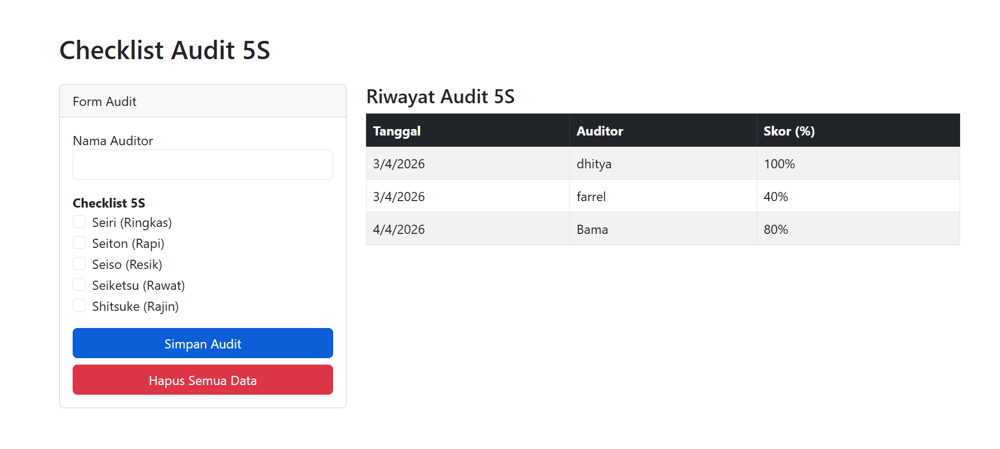 Checklist Audit 5S
Form Audit
Nama Auditor
Checklist 5S
Seiri (Ringkas)
Seiton (Rapi)
Seiso (Resik)
Seiketsu (Rawat)
Shitsuke (Rajin)
Simpan Audit
Hapus Semua Data
Riwayat Audit 5S
Tanggal Auditor Skor (%)
3/4/2026 dhitya 100%
3/4/2026 farrel 40%
4/4/2026 Bama 80%